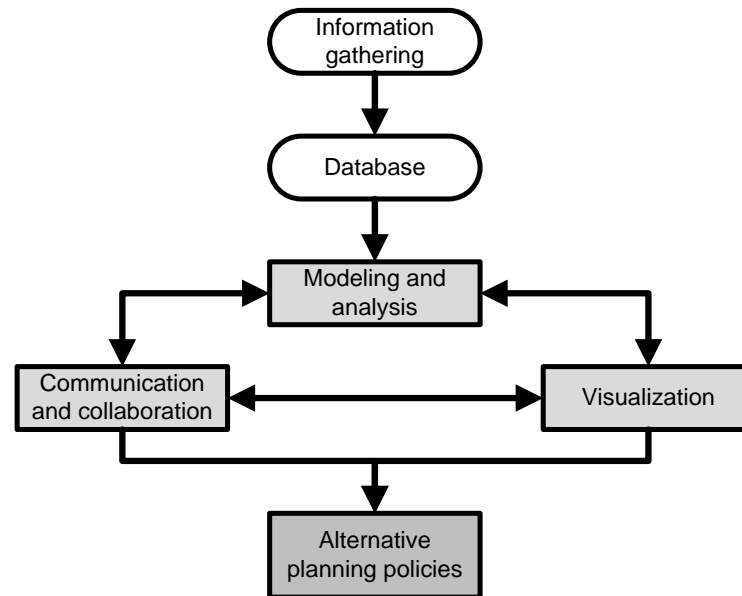 Information
gathering
Database
Modeling and
analysis
Communication
and collaboration
Visualization
Alternative
planning policies